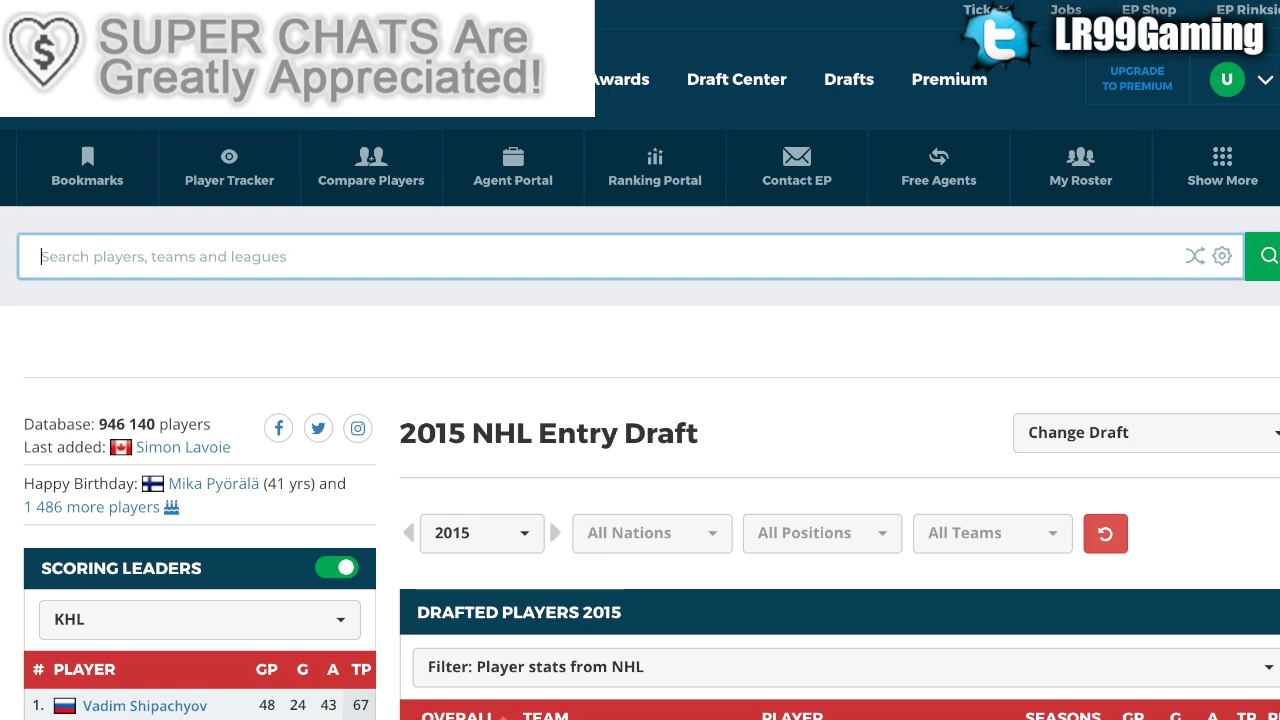 SUPER CHATS Are
Greatly Appreciated!
Tickets Jobs EP Shop EP Rinksi
LR99Gaming
Awards Draft Center Drafts Premium
UPGRADE
TO PREMIUM
U
Bookmarks Player Tracker Compare Players Agent Portal Ranking Portal Contact EP Free Agents My Roster Show More
Search players, teams and leagues
Database: 946 140 players
Last added: Simon Lavoie
Happy Birthday: Mika Pyörälä (41 yrs) and
1 486 more players
2015 NHL Entry Draft
Change Draft
2015 All Nations All Positions All Teams
SCORING LEADERS
KHL
# PLAYER GP G A TP
1. Vadim Shipachyov 48 24 43 67
DRAFTED PLAYERS 2015
Filter: Player stats from NHL
OVERALL TEAM PLAYER SEASONS GP G A TP